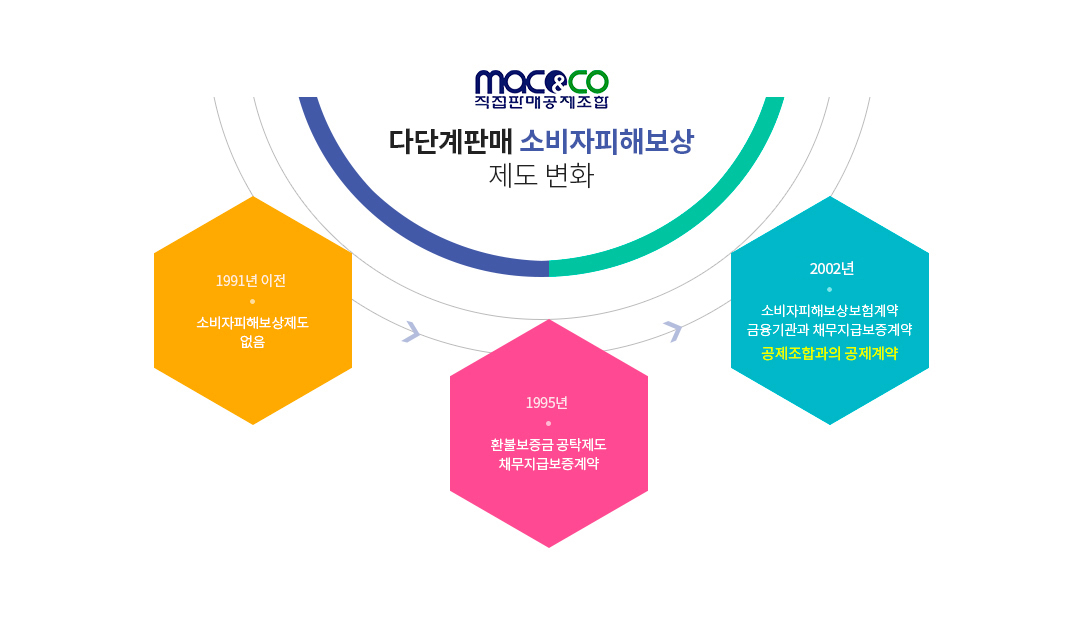 mac&co
직접판매공제조합
다단계판매 소비자피해보상
제도 변화
1991년 이전
소비자피해보상제도
없음
1995년
환불보증금 공탁제도
채무지급보증계약
2002년
소비자피해보상보험계약
금융기관과 채무지급보증계약
공제조합과의 공제계약